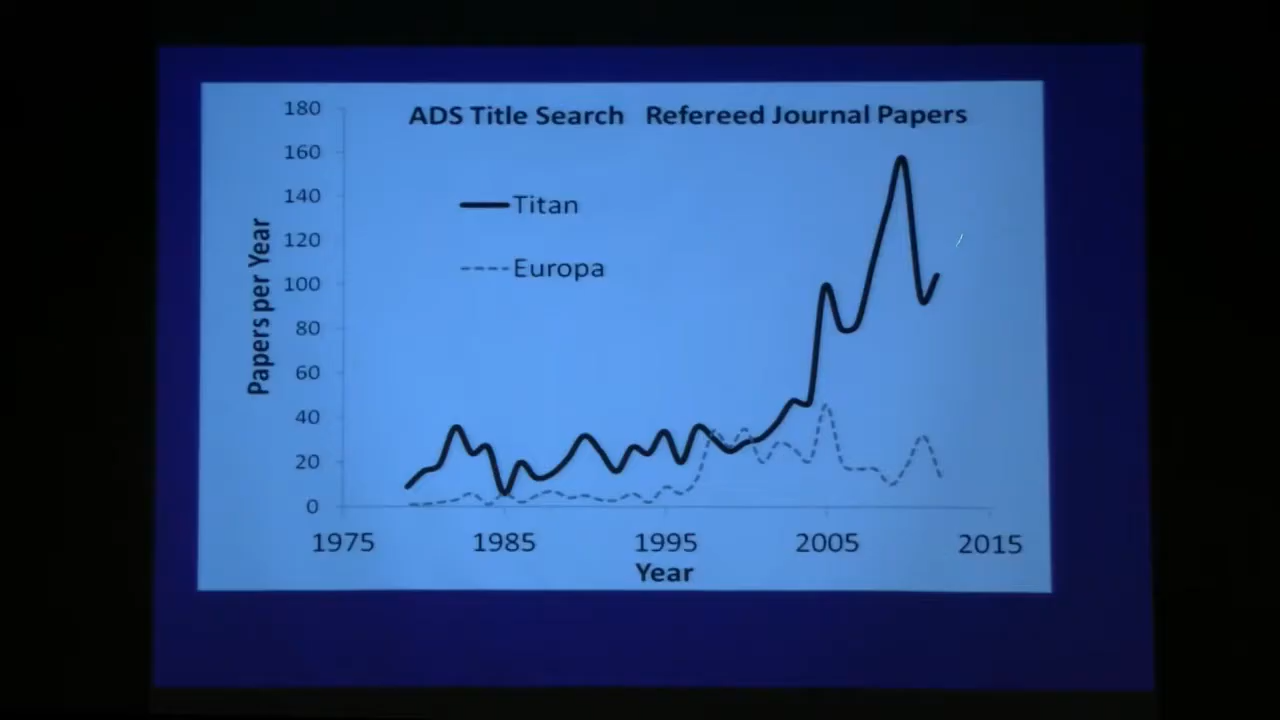 ADS Title Search Refereed Journal Papers
180
160
140
120
100
80
60
40
20
0
Papers per Year
Titan
Europa
1975 1985 1995 2005 2015
Year